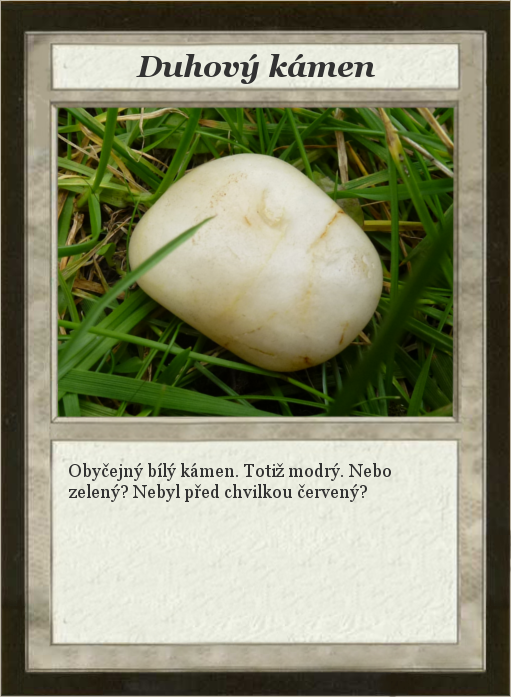 Duhový kámen
Obyčejný bílý kámen. Totiž modrý. Nebo
zelený? Nebyl před chvilkou červený?